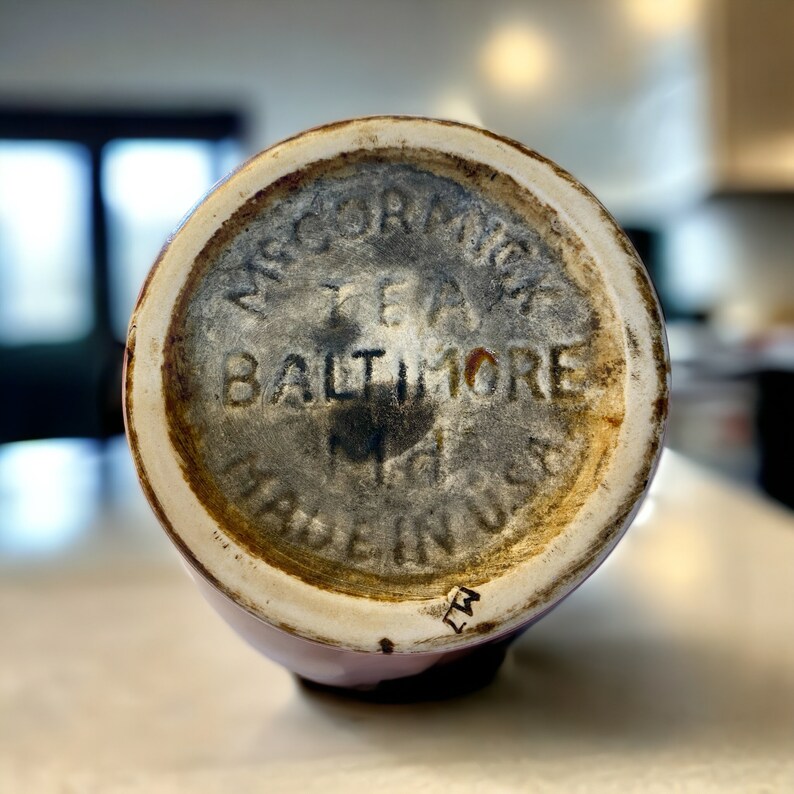 McCORMICK
TEA
BALTIMORE
Md
MADE IN U.S.A.